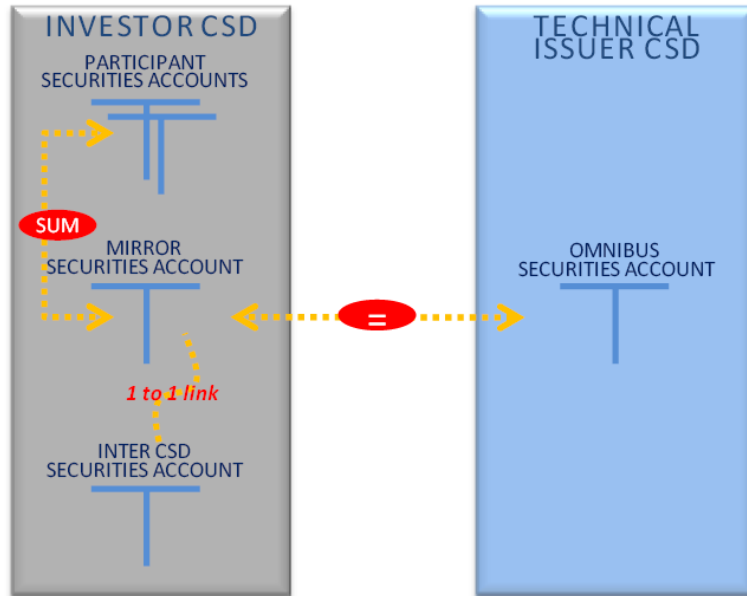 INVESTOR CSD
PARTICIPANT
SECURITIES ACCOUNTS
SUM
MIRROR
SECURITIES ACCOUNT
1 to 1 link
INTER CSD
SECURITIES ACCOUNT
=
TECHNICAL
ISSUER CSD
OMNIBUS
SECURITIES ACCOUNT